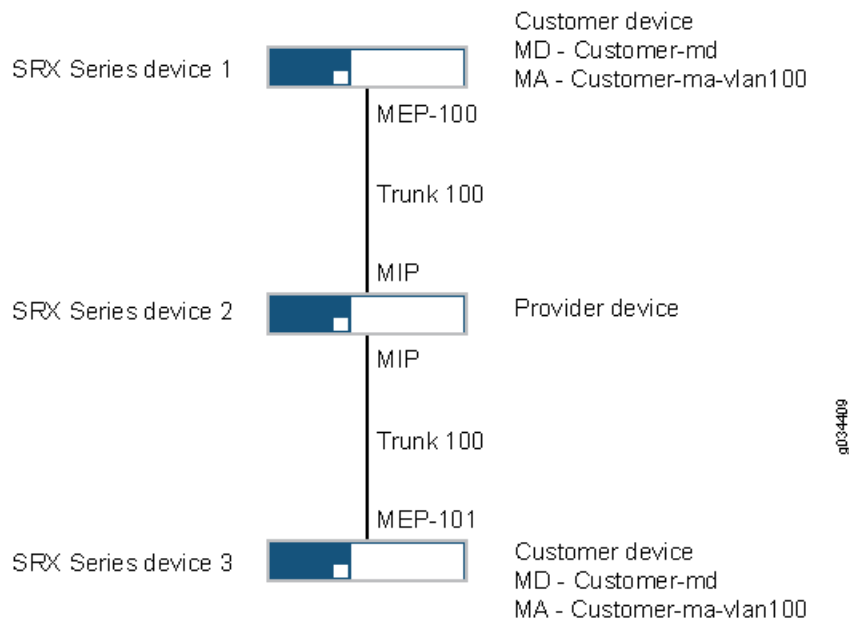 Customer device
MD - Customer-md
MA - Customer-ma-vlan100
SRX Series device 1
MEP-100
Trunk 100
MIP
SRX Series device 2
Provider device
MIP
Trunk 100
MEP-101
SRX Series device 3
Customer device
MD - Customer-md
MA - Customer-ma-vlan100
g034409